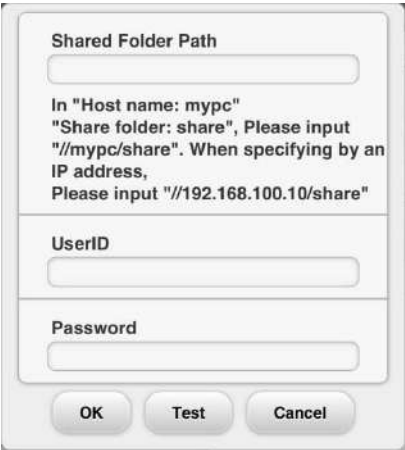 Shared Folder Path
In "Host name: mypc"
"Share folder: share", Please input
"//mypc/share". When specifying by an
IP address,
Please input "//192.168.100.10/share"
UserID
Password
OK Test Cancel